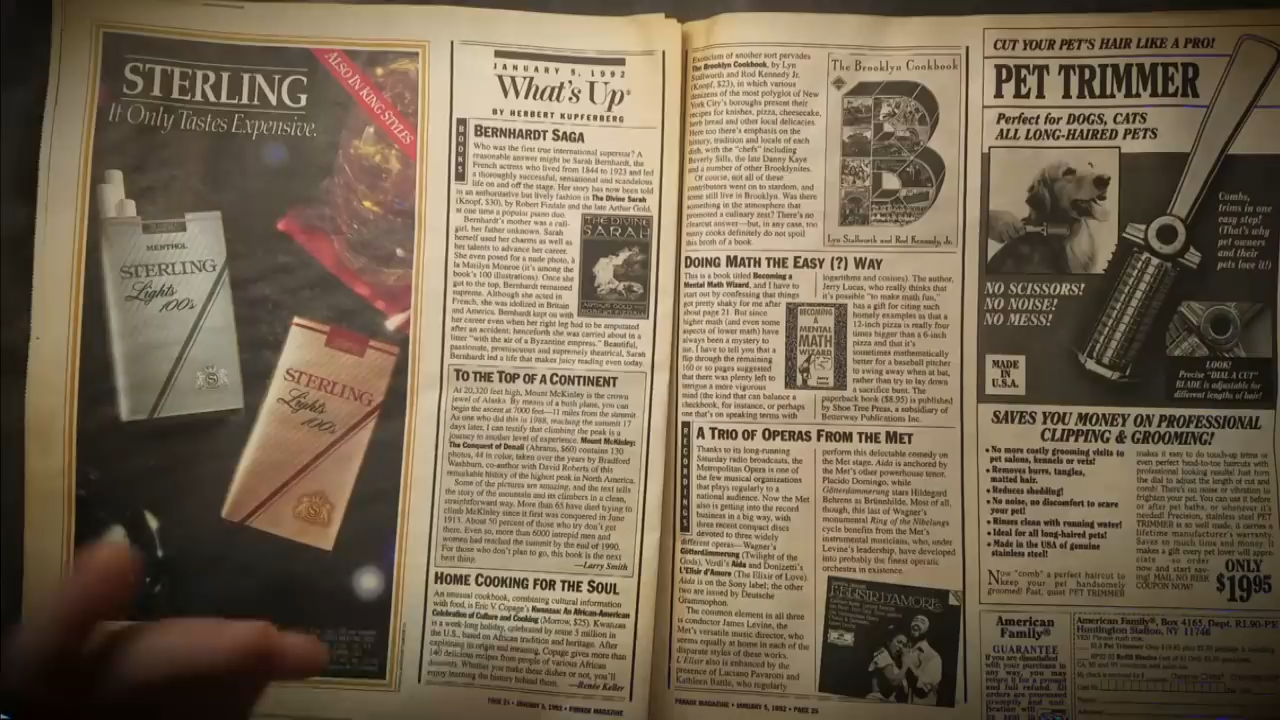 STERLING
It Only Tastes Expensive.
ALSO IN KING STYLES
MENTHOL
STERLING
Lights
100's
STERLING
Lights
100's
JANUARY 5, 1992
What's Up
BY HERBERT KUPFERBERG
BOOKS
BERNHARDT SAGA
Who was the first true international superstar? A
reasonable answer might be Sarah Bernhardt, the
French actress who lived from 1844 to 1923 and led
a thoroughly successful, sensational and scandalous
life on and off the stage. Her story has now been told
in an authoritative but lively fashion in The Divine Sarah
(Knopf, $30), by Robert Fizdale and the late Arthur Gold,
at one time a popular piano duo.
Bernhardt's mother was a call-
girl, her father unknown. Sarah
herself used her charms as well as
her talents to advance her career.
She even posed for a nude photo, à
la Marilyn Monroe (it's among the
book's 100 illustrations). Once she
got to the top, Bernhardt remained
supreme. Although she acted in
French, she was idolized in Britain
and America. Bernhardt kept on with
her career even when her right leg had to be amputated
after an accident; henceforth she was carried about in a
litter "with the air of a Byzantine empress." Beautiful,
passionate, promiscuous and supremely theatrical, Sarah
Bernhardt led a life that makes juicy reading even today.
THE DIVINE
SARAH
TO THE TOP OF A CONTINENT
At 20,320 feet high, Mount McKinley is the crown
jewel of Alaska. By means of a bush plane, you can
begin the ascent at 7000 feet—11 miles from the summit.
As one who did this in 1988, reaching the summit 17
days later, I can testify that climbing the peak is a
journey to another level of experience. Mount McKinley:
The Conquest of Denali (Abrams, $60) contains 130
photos, 44 in color, taken over the years by Bradford
Washburn, co-author with David Roberts of this
remarkable history of the highest peak in North America.
Some of the pictures are amazing, and the text tells
the story of the mountain and its climbers in a clean,
straightforward way. More than 65 have died trying to
climb McKinley since it first was conquered in June
1913. About 50 percent of those who try don't get
there. Even so, more than 6000 intrepid men and
women had reached the summit by the end of 1990.
For those who don't plan to go, this book is the next
best thing.
—Larry Smith
HOME COOKING FOR THE SOUL
An unusual cookbook, combining cultural information
with food, is Eric V. Copage's Kwanzaa: An African-American
Celebration of Culture and Cooking (Morrow, $25). Kwanzaa
is a week-long holiday, celebrated by some 5 million in
the U.S., based on African tradition and heritage. After
explaining its origin and meaning, Copage gives more than
140 delicious recipes from people of various African
descents. Whether you make these dishes or not, you'll
enjoy learning the history behind them.
—Renée Keller
PAGE 24 • JANUARY 5, 1992 • PARADE MAGAZINE
Exoticism of another sort pervades
The Brooklyn Cookbook, by Lyn
Stallworth and Rod Kennedy Jr.
(Knopf, $23), in which various
denizens of the most polyglot of New
York City's boroughs present their
recipes for knishes, pizza, cheesecake,
herb bread and other local delicacies.
Here too there's emphasis on the
history, tradition and locale of each
dish, with the "chefs" including
Beverly Sills, the late Danny Kaye
and a number of other Brooklynites.
Of course, not all of these
contributors went on to stardom, and
some still live in Brooklyn. Was there
something in the atmosphere that
promoted a culinary zest? There's no
clearcut answer—but, in any case, too
many cooks definitely do not spoil
this broth of a book.
The Brooklyn Cookbook
Lyn Stallworth and Rod Kennedy, Jr.
DOING MATH THE EASY (?) WAY
This is a book titled Becoming a
Mental Math Wizard, and I have to
start out by confessing that things
got pretty shaky for me after
about page 21. But since
higher math (and even some
aspects of lower math) have
always been a mystery to
me, I have to tell you that a
flip through the remaining
160 or so pages suggested
that there was plenty left to
intrigue a more vigorous
mind (the kind that can balance a
checkbook, for instance, or perhaps
one that's on speaking terms with
logarithms and cosines). The author,
Jerry Lucas, who really thinks that
it's possible "to make math fun,"
has a gift for citing such
homely examples as that a
12-inch pizza is really four
times bigger than a 6-inch
pizza and that it's
sometimes mathematically
better for a baseball pitcher
to swing away when at bat,
rather than try to lay down
a sacrifice bunt. The
paperback book ($8.95) is published
by Shoe Tree Press, a subsidiary of
Betterway Publications Inc.
BECOMING
A
MENTAL
MATH
WIZARD
RECORDINGS
A TRIO OF OPERAS FROM THE MET
Thanks to its long-running
Saturday radio broadcasts, the
Metropolitan Opera is one of
the few musical organizations
that plays regularly to a
national audience. Now the Met
also is getting into the record
business in a big way, with
three recent compact discs
devoted to three widely
different operas—Wagner's
Götterdämmerung (Twilight of the
Gods), Verdi's Aida and Donizetti's
L'Elisir d'Amore (The Elixir of Love).
Aida is on the Sony label; the other
two are issued by Deutsche
Grammophon.
The common element in all three
is conductor James Levine, the
Met's versatile music director, who
seems equally at home in each of the
disparate styles of these works.
L'Elisir also is enhanced by the
presence of Luciano Pavarotti and
Kathleen Battle, who regularly
perform this delectable comedy on
the Met stage. Aida is anchored by
the Met's other powerhouse tenor,
Placido Domingo, while
Götterdämmerung stars Hildegard
Behrens as Brünnhilde. Most of all,
though, this last of Wagner's
monumental Ring of the Nibelungs
cycle benefits from the Met's
instrumental musicians, who, under
Levine's leadership, have developed
into probably the finest operatic
orchestra in existence.
L'ELISIR D'AMORE
PARADE MAGAZINE • JANUARY 5, 1992 • PAGE 25
CUT YOUR PET'S HAIR LIKE A PRO!
PET TRIMMER
Perfect for DOGS, CATS
ALL LONG-HAIRED PETS
Combs,
trims in one
easy step!
(That's why
pet owners
and their
pets love it!)
NO SCISSORS!
NO NOISE!
NO MESS!
MADE
IN
U.S.A.
LOOK!
Precise "DIAL A CUT"
BLADE is adjustable for
different lengths of hair!
SAVES YOU MONEY ON PROFESSIONAL
CLIPPING & GROOMING!
• No more costly grooming visits to
pet salons, kennels or vets!
• Removes burrs, tangles,
matted hair.
• Reduces shedding!
• No noise, no discomfort to scare
your pet!
• Rinses clean with running water!
• Ideal for all long-haired pets!
• Made in the USA of genuine
stainless steel!
Now "comb" a perfect haircut to
keep your pet handsomely
groomed! Fast, quiet PET TRIMMER
makes it easy to do touch-up trims or
even perfect head-to-toe haircuts with
professional looking results! Just turn
the dial to adjust the length of cut and
comb! There's no noise or vibration to
frighten your pet. You can use it before
or after pet baths, or whenever it's
needed! Precision, stainless steel PET
TRIMMER is so well made, it carries a
lifetime manufacturer's warranty.
Saves so much time and money. It
makes a gift every pet lover will appre-
ciate—so order
now and start sav-
ing! MAIL NO RISK
COUPON NOW!
ONLY
$19.95
American
Family®
GUARANTEE
If you are dissatisfied
with your purchase
in any way, you may
return it for a prompt
and full refund. All
orders are processed
promptly and
American Family®, Box 4165, Dept. RL90-PE
Huntington Station, NY 11746